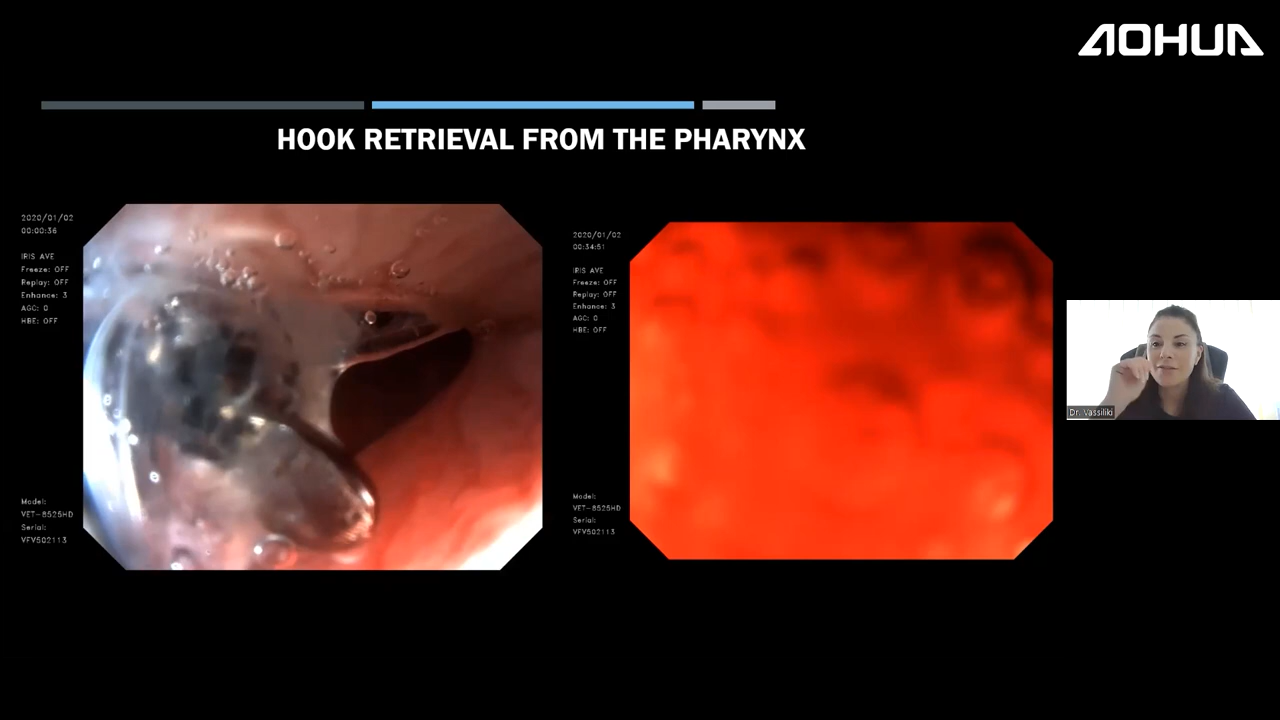 AOHUA
HOOK RETRIEVAL FROM THE PHARYNX
2020/01/02
00:00:36
IRIS AVE
Freeze: OFF
Replay: OFF
Enhance: 3
AGC: 0
HBE: OFF
Model:
VET-8525HD
Serial:
VFV502113
2020/01/02
00:34:51
IRIS AVE
Freeze: OFF
Replay: OFF
Enhance: 3
AGC: 0
HBE: OFF
Model:
VET-8525HD
Serial:
VFV502113
Dr. Vassiliki